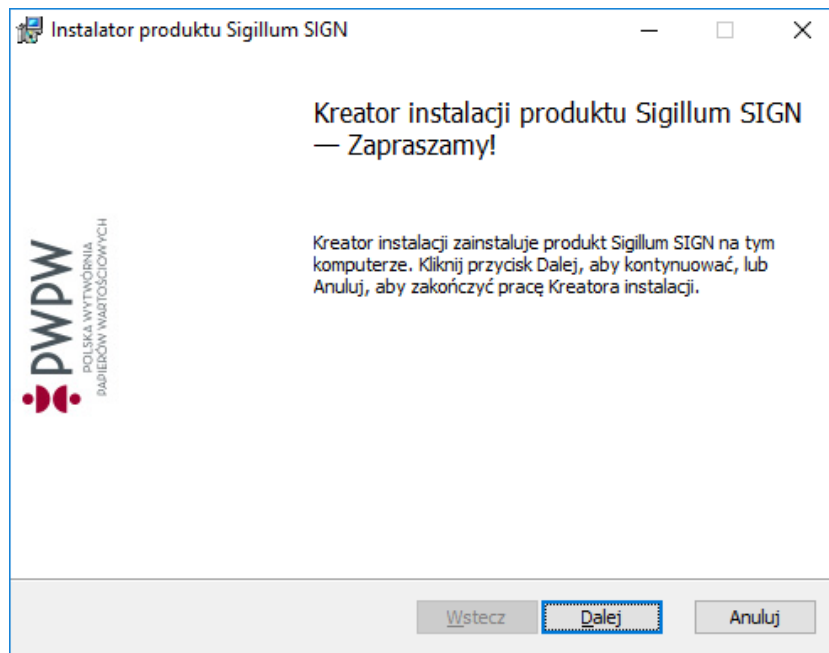 Instalator produktu Sigillum SIGN
Kreator instalacji produktu Sigillum SIGN
— Zapraszamy!
Kreator instalacji zainstaluje produkt Sigillum SIGN na tym
komputerze. Kliknij przycisk Dalej, aby kontynuować, lub
Anuluj, aby zakończyć pracę Kreatora instalacji.
PWPW
POLSKA WYTWÓRNIA
PAPIERÓW WARTOŚCIOWYCH
Wstecz
Dalej
Anuluj